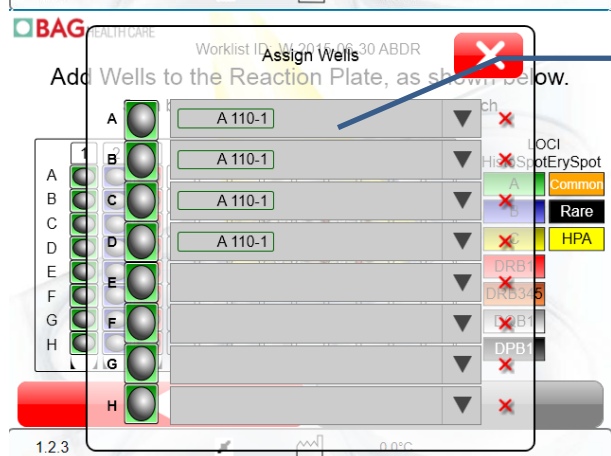 BAG HEALTH CARE
Worklist ID: W-2015-06-30 ABDR
Assign Wells
Add Wells to the Reaction Plate, as shown below.
A A 110-1
B A 110-1
C A 110-1
D A 110-1
E
F
G
H
1
A
B
C
D
E
F
G
H
LOCI
HistoSpot ErySpot
A Common
B Rare
C HPA
DRB1
DRB345
DQB1
DPB1
1.2.3 0.0°C